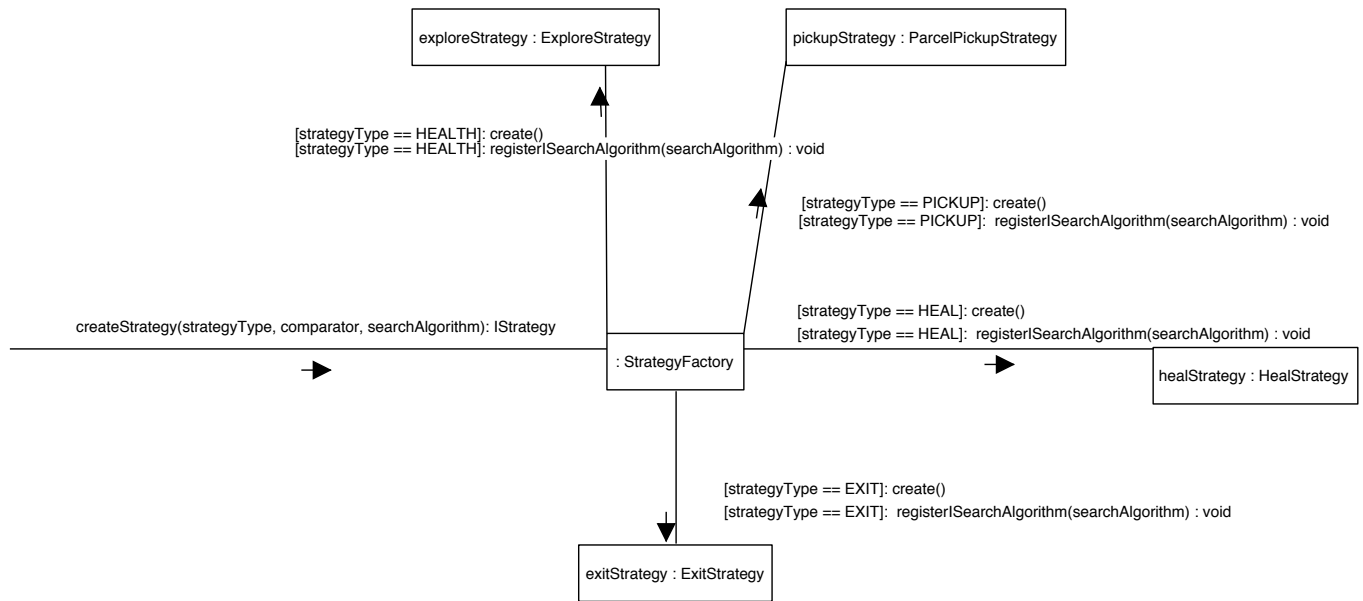 exploreStrategy : ExploreStrategy
pickupStrategy : ParcelPickupStrategy
[strategyType == HEALTH]: create()
[strategyType == HEALTH]: registerISearchAlgorithm(searchAlgorithm) : void
[strategyType == PICKUP]: create()
[strategyType == PICKUP]:  registerISearchAlgorithm(searchAlgorithm) : void
createStrategy(strategyType, comparator, searchAlgorithm): IStrategy
[strategyType == HEAL]: create()
[strategyType == HEAL]:  registerISearchAlgorithm(searchAlgorithm) : void
: StrategyFactory
healStrategy : HealStrategy
[strategyType == EXIT]: create()
[strategyType == EXIT]:  registerISearchAlgorithm(searchAlgorithm) : void
exitStrategy : ExitStrategy